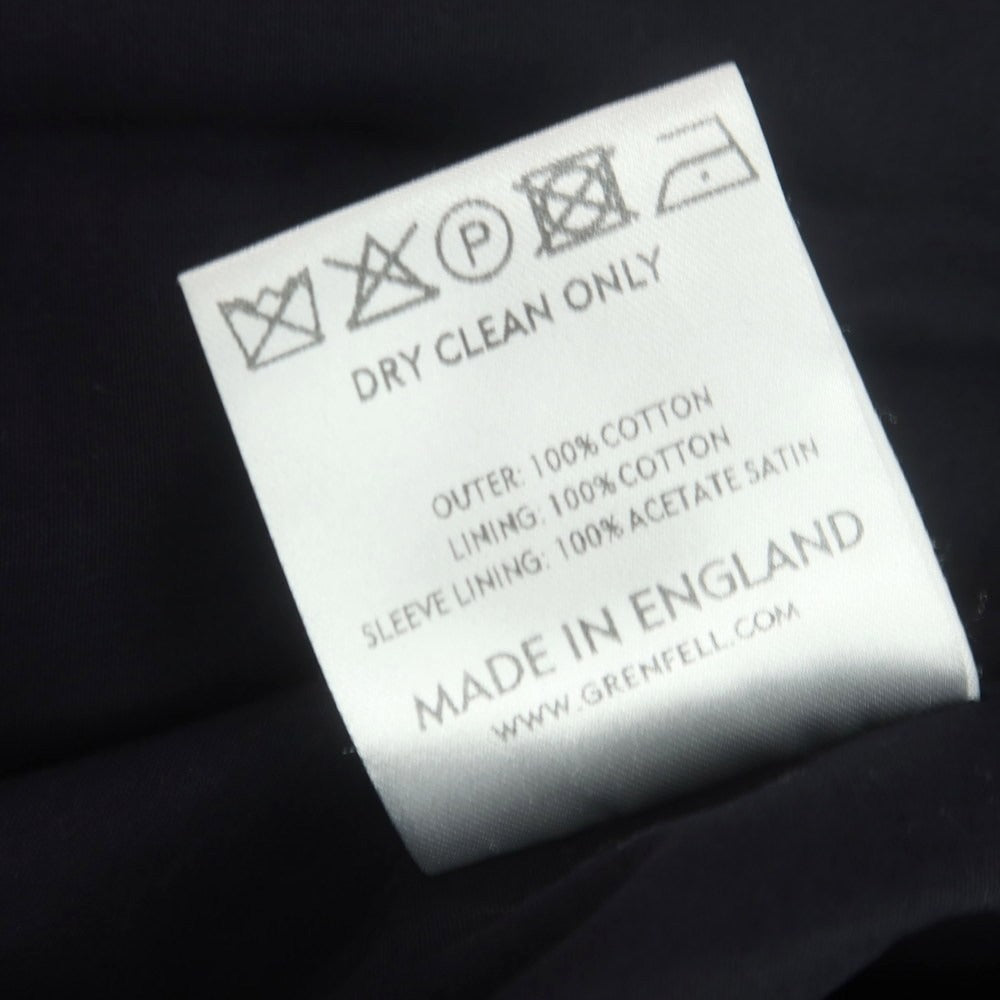 P
DRY CLEAN ONLY
OUTER: 100% COTTON
LINING: 100% COTTON
SLEEVE LINING: 100% ACETATE SATIN
MADE IN ENGLAND
WWW.GRENFELL.COM